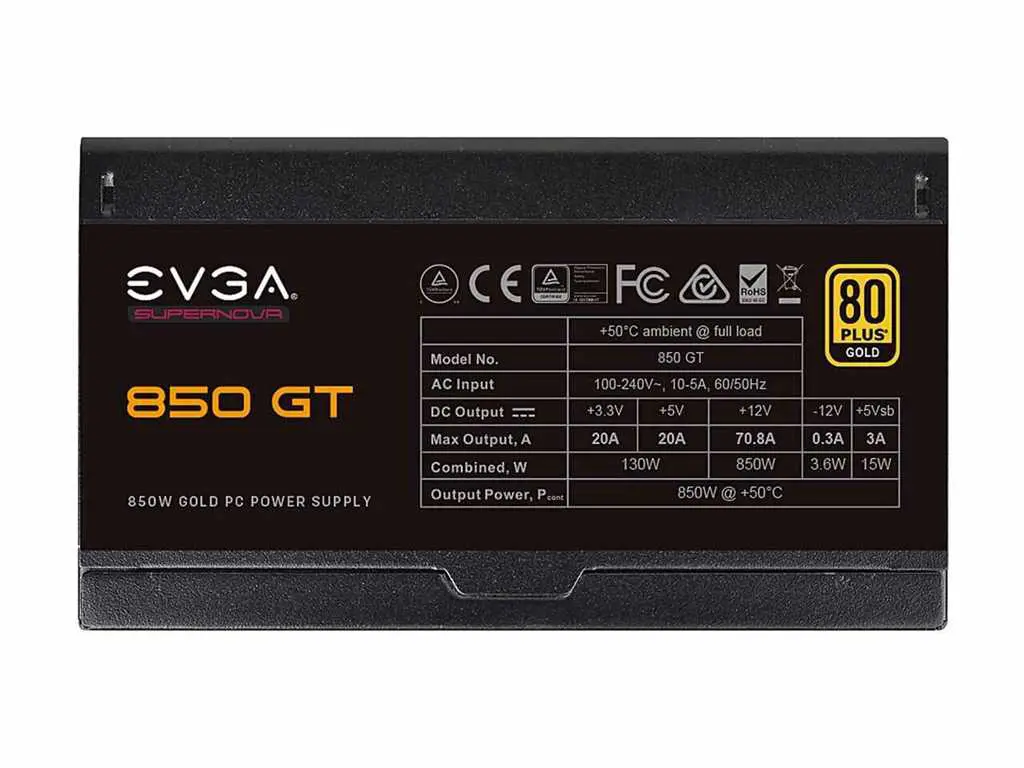 EVGA®
SUPERNOVA
850 GT
850W GOLD PC POWER SUPPLY
CE
FC
RoHS
80
PLUS®
GOLD
+50°C ambient @ full load
Model No. 850 GT
AC Input 100-240V~, 10-5A, 60/50Hz
DC Output +3.3V +5V +12V -12V +5Vsb
Max Output, A 20A 20A 70.8A 0.3A 3A
Combined, W 130W 850W 3.6W 15W
Output Power, Pcont 850W @ +50°C